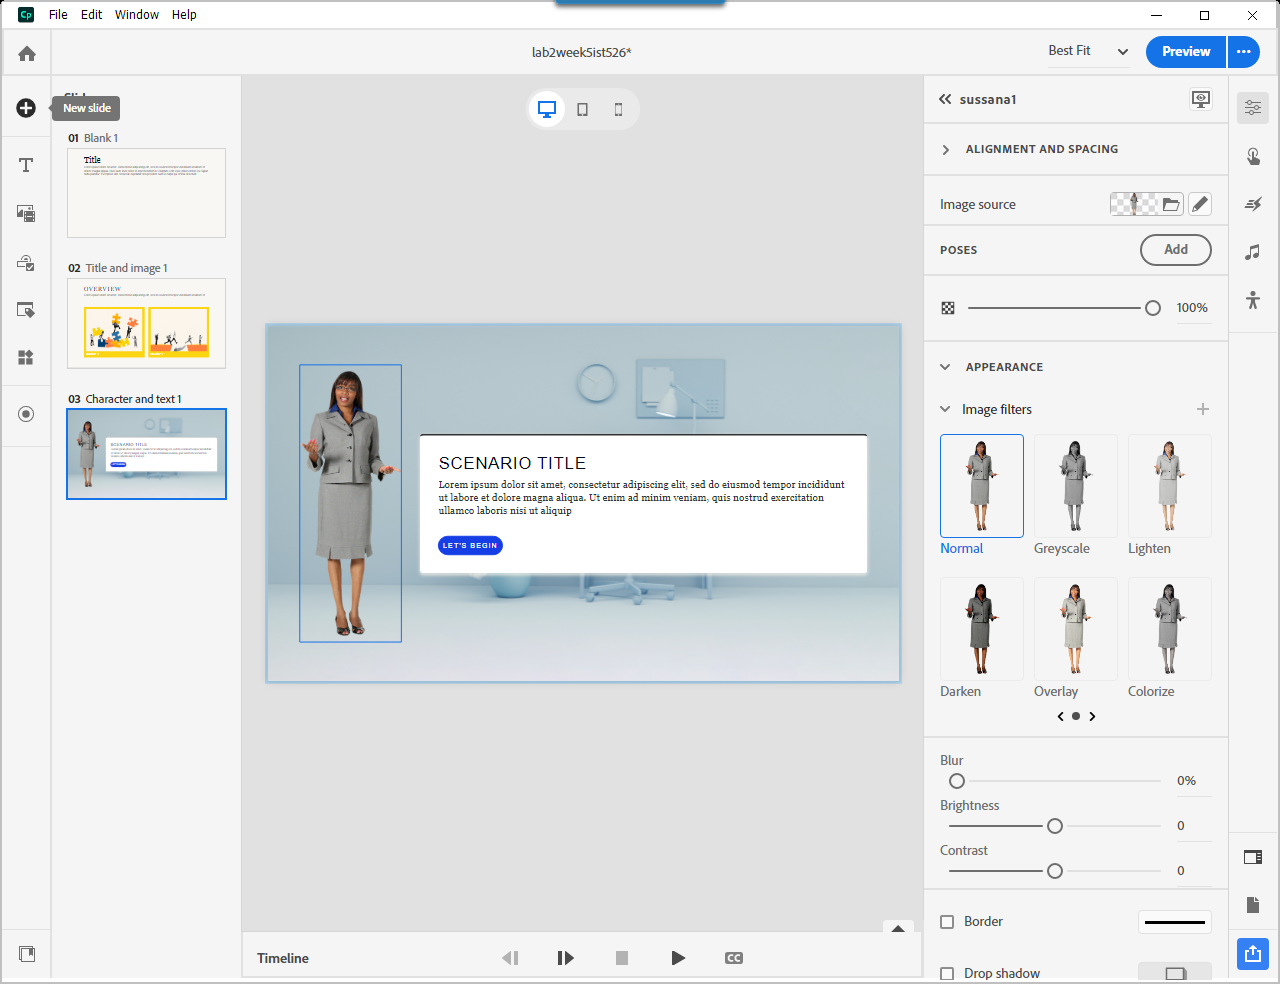 Cp File Edit Window Help
lab2week5ist526*
Best Fit
Preview
New slide
01 Blank 1
Title
02 Title and image 1
OVERVIEW
03 Character and text 1
SCENARIO TITLE
LET'S BEGIN
SCENARIO TITLE
Lorem ipsum dolor sit amet, consectetur adipiscing elit, sed do eiusmod tempor incididunt
ut labore et dolore magna aliqua. Ut enim ad minim veniam, quis nostrud exercitation
ullamco laboris nisi ut aliquip
LET'S BEGIN
Timeline
CC
sussana1
ALIGNMENT AND SPACING
Image source
POSES
Add
100%
APPEARANCE
Image filters
Normal Greyscale Lighten
Darken Overlay Colorize
Blur
0%
Brightness
0
Contrast
0
Border
Drop shadow